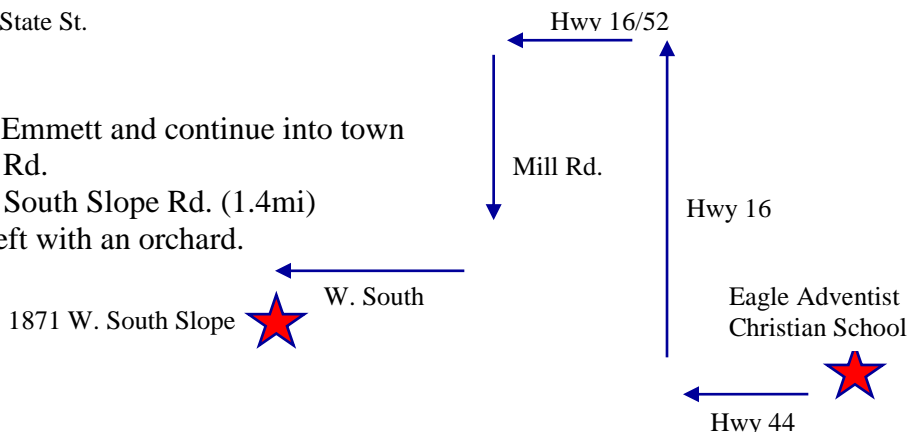 State St.
Hwy 16/52
Emmett and continue into town
Rd.
Mill Rd.
South Slope Rd. (1.4mi)
Hwy 16
eft with an orchard.
W. South
Eagle Adventist
Christian School
1871 W. South Slope
Hwy 44